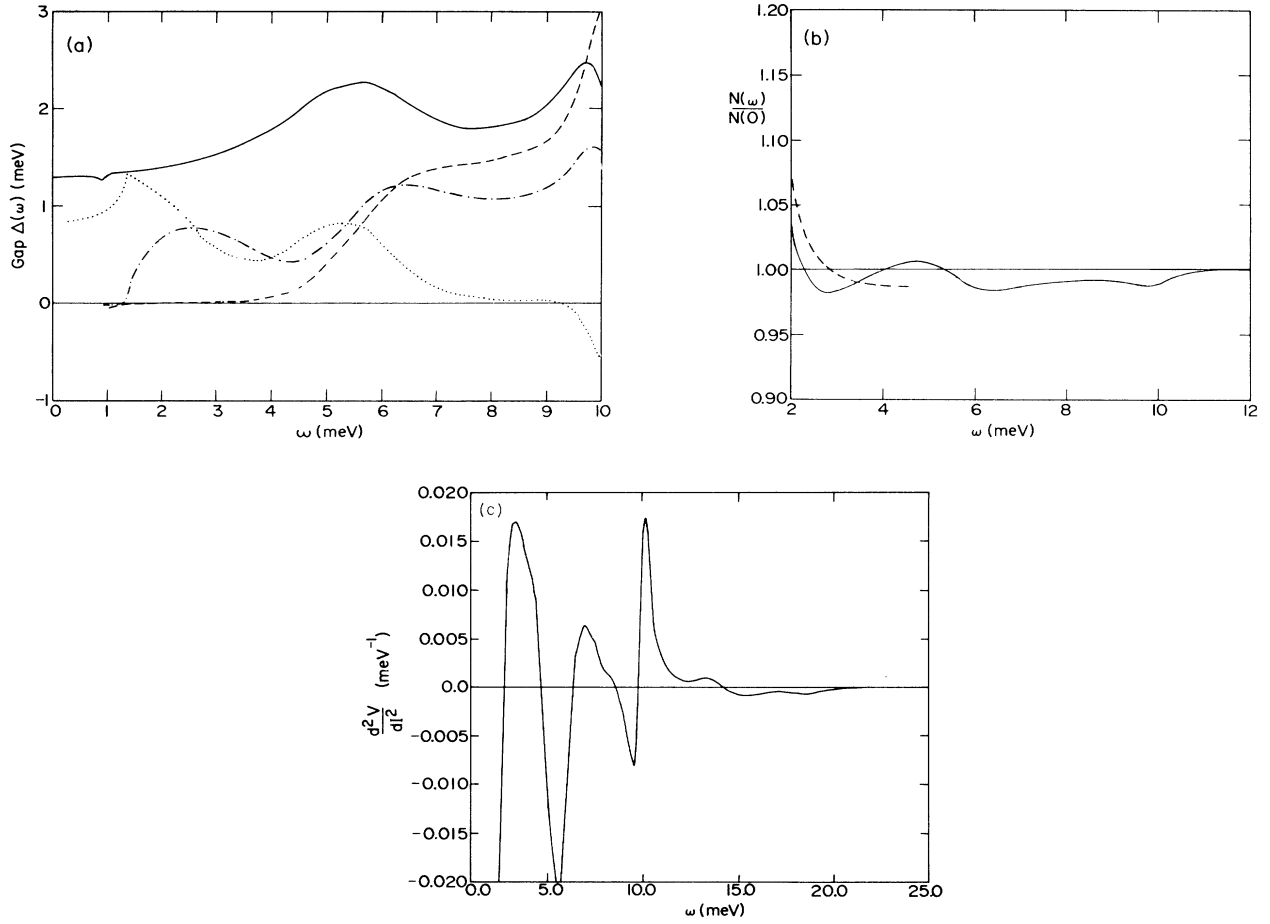 (a)
3
2
1
0
-1
Gap Δ(ω) (meV)
0 1 2 3 4 5 6 7 8 9 10
ω (meV)
(b)
1.20
1.15
1.10
1.05
1.00
0.95
0.90
N(ω)
N(O)
2 4 6 8 10 12
ω (meV)
(c)
0.020
0.015
0.010
0.005
0.0
-0.005
-0.010
-0.015
-0.020
d²V
dI²
(meV⁻¹)
0.0 5.0 10.0 15.0 20.0 25.0
ω (meV)